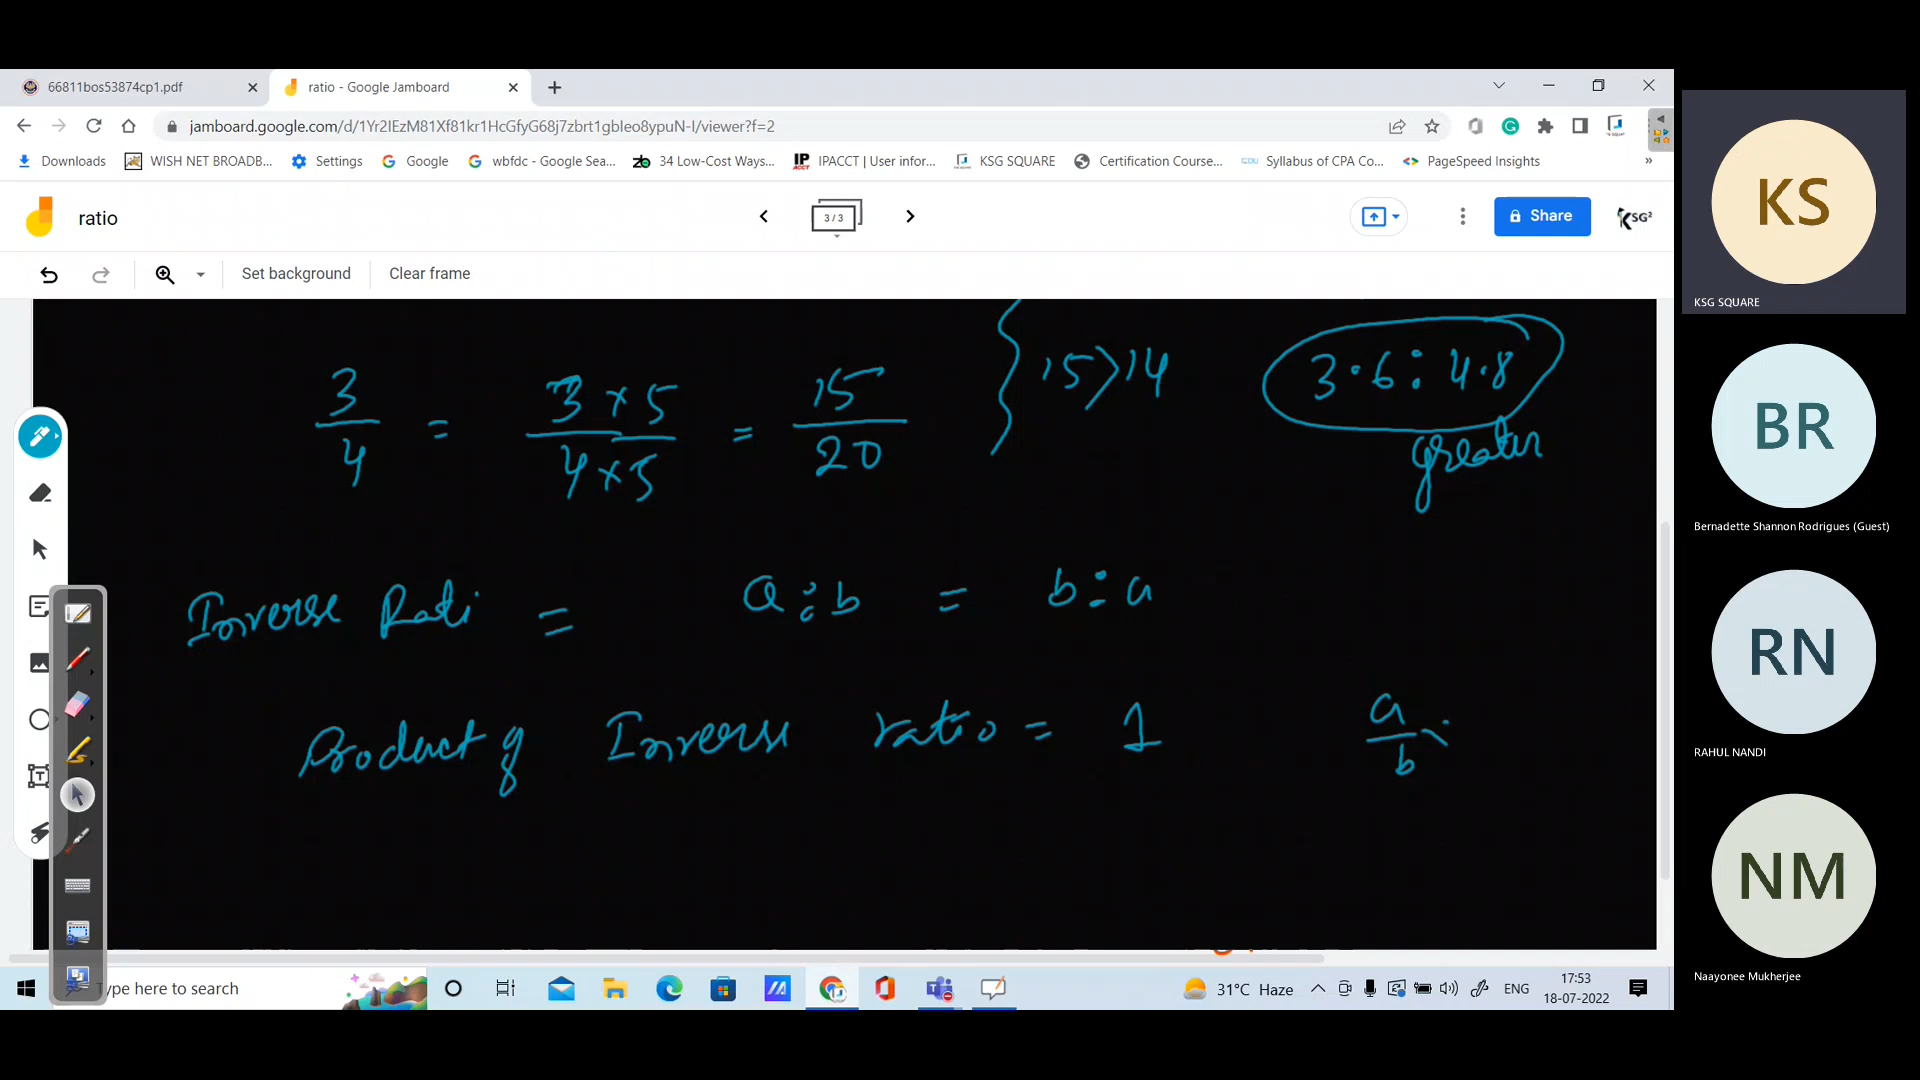 66811bos53874cp1.pdf
ratio - Google Jamboard
jamboard.google.com/d/1Yr2IEzM81Xf81kr1HcGfyG68j7zbrt1gbIeo8ypuN-I/viewer?f=2
Downloads WISH NET BROADB... Settings Google wbfdc - Google Sea... 34 Low-Cost Ways... IPACCT | User infor... KSG SQUARE Certification Course... Syllabus of CPA Co... PageSpeed Insights »
ratio
3 / 3
Share
KSG²
Set background Clear frame
3/4 = 3 × 5 / 4 × 5 = 15/20 } 15 > 14 3.6 : 4.8
greater
Inverse Rati = a : b = b : a
Product of Inverse ratio = 1 a/b ×
Type here to search
31°C Haze
ENG
17:53
18-07-2022
KS
KSG SQUARE
BR
Bernadette Shannon Rodrigues (Guest)
RN
RAHUL NANDI
NM
Naayonee Mukherjee